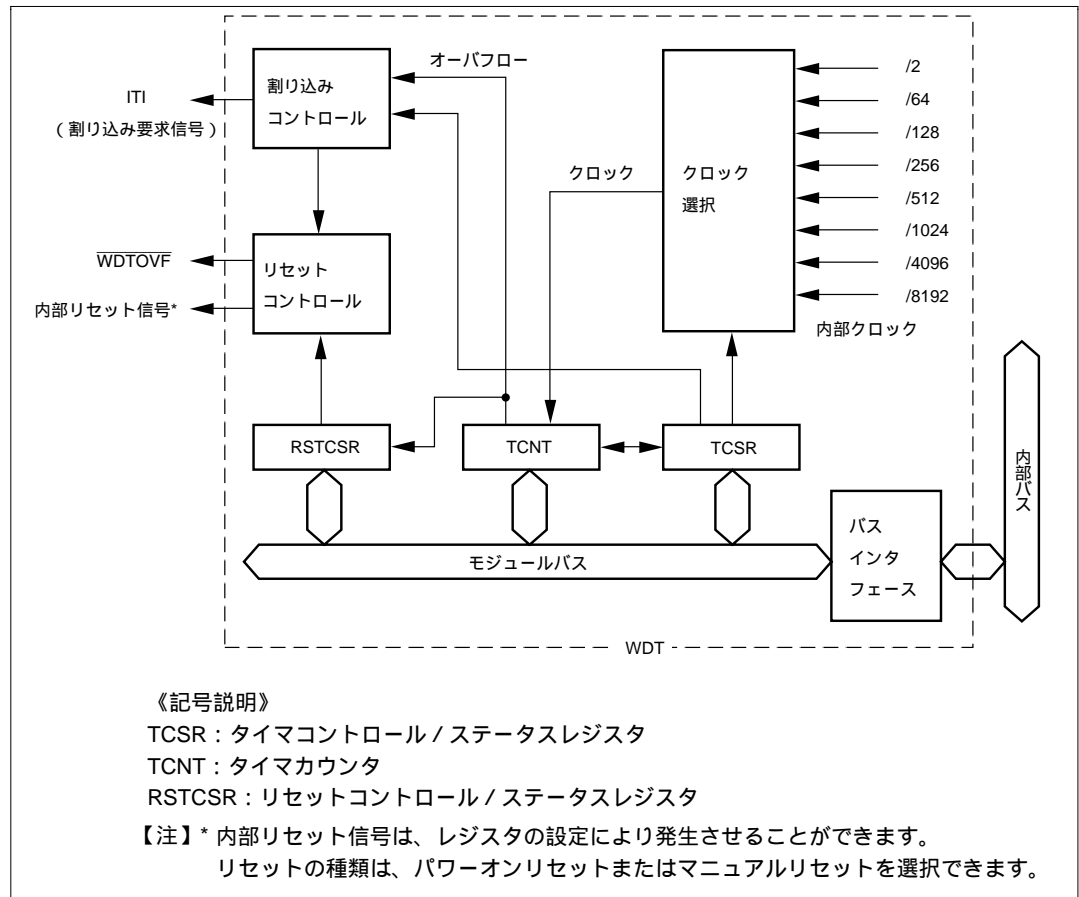 オーバフロー
割り込み
コントロール
ITI
(割り込み要求信号)
/2
/64
/128
/256
/512
/1024
/4096
/8192
内部クロック
クロック
クロック
選択
WDTOVF
内部リセット信号*
リセット
コントロール
RSTCSR
TCNT
TCSR
モジュールバス
バス
インタ
フェース
内部バス
WDT
《記号説明》
TCSR:タイマコントロール/ステータスレジスタ
TCNT:タイマカウンタ
RSTCSR:リセットコントロール/ステータスレジスタ
【注】* 内部リセット信号は、レジスタの設定により発生させることができます。
リセットの種類は、パワーオンリセットまたはマニュアルリセットを選択できます。